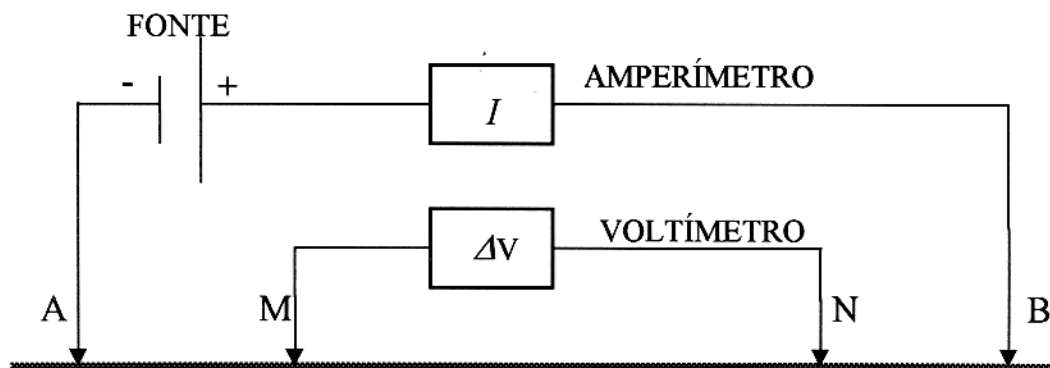 FONTE
- +
I
AMPERÍMETRO
ΔV
VOLTÍMETRO
A
M
N
B